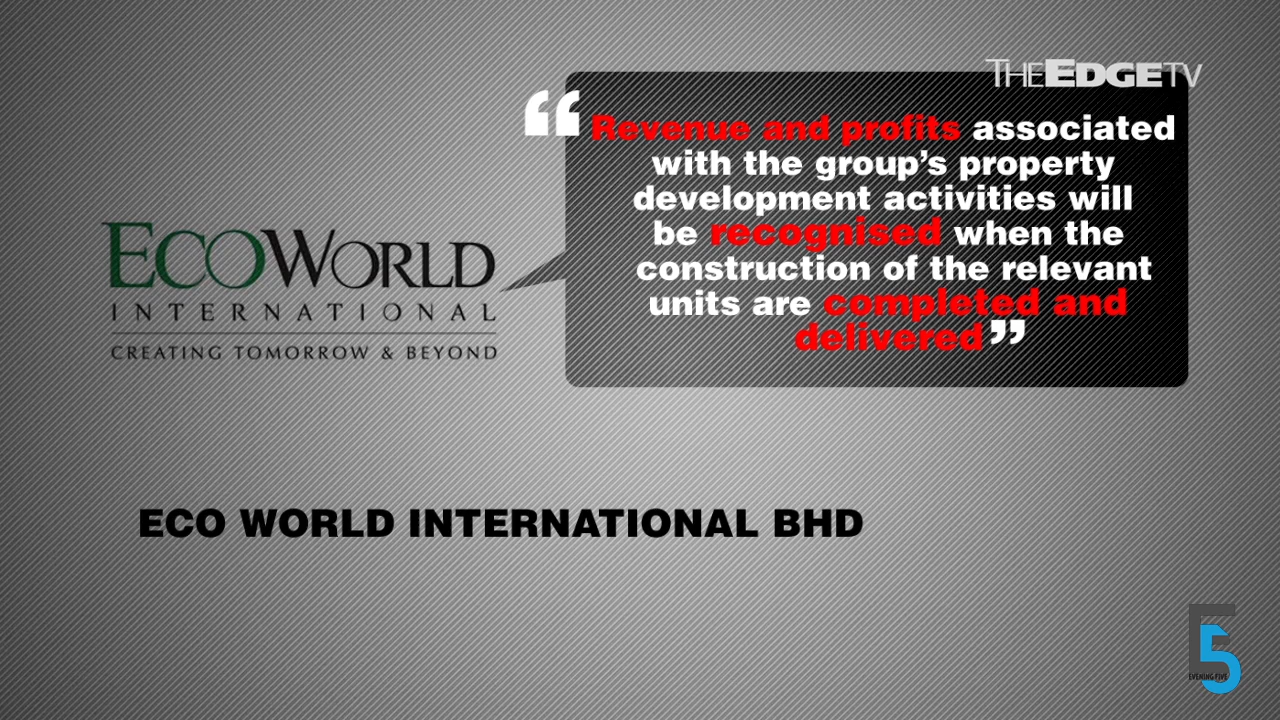 THEEDGETV
“Revenue and profits associated
with the group’s property
development activities will
be recognised when the
construction of the relevant
units are completed and
delivered”
ECOWORLD
INTERNATIONAL
CREATING TOMORROW & BEYOND
ECO WORLD INTERNATIONAL BHD
5
EVENING FIVE